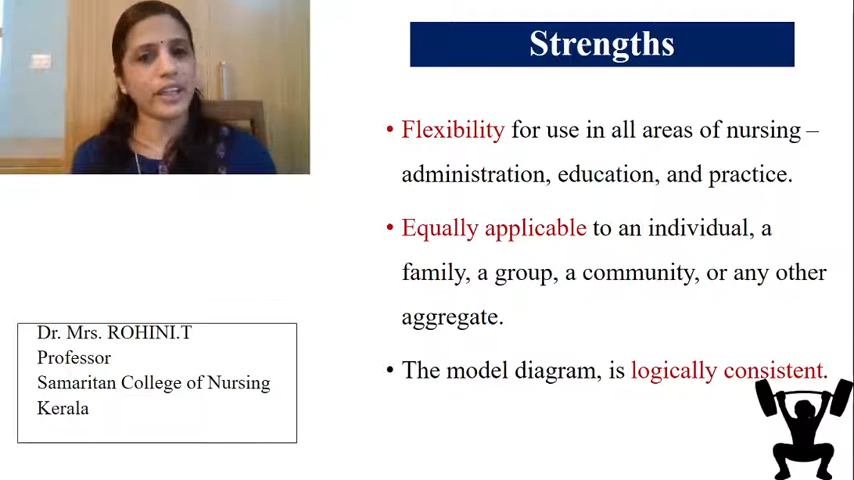 Strengths
• Flexibility for use in all areas of nursing –
administration, education, and practice.
• Equally applicable to an individual, a
family, a group, a community, or any other
aggregate.
• The model diagram, is logically consistent.
Dr. Mrs. ROHINI.T
Professor
Samaritan College of Nursing
Kerala